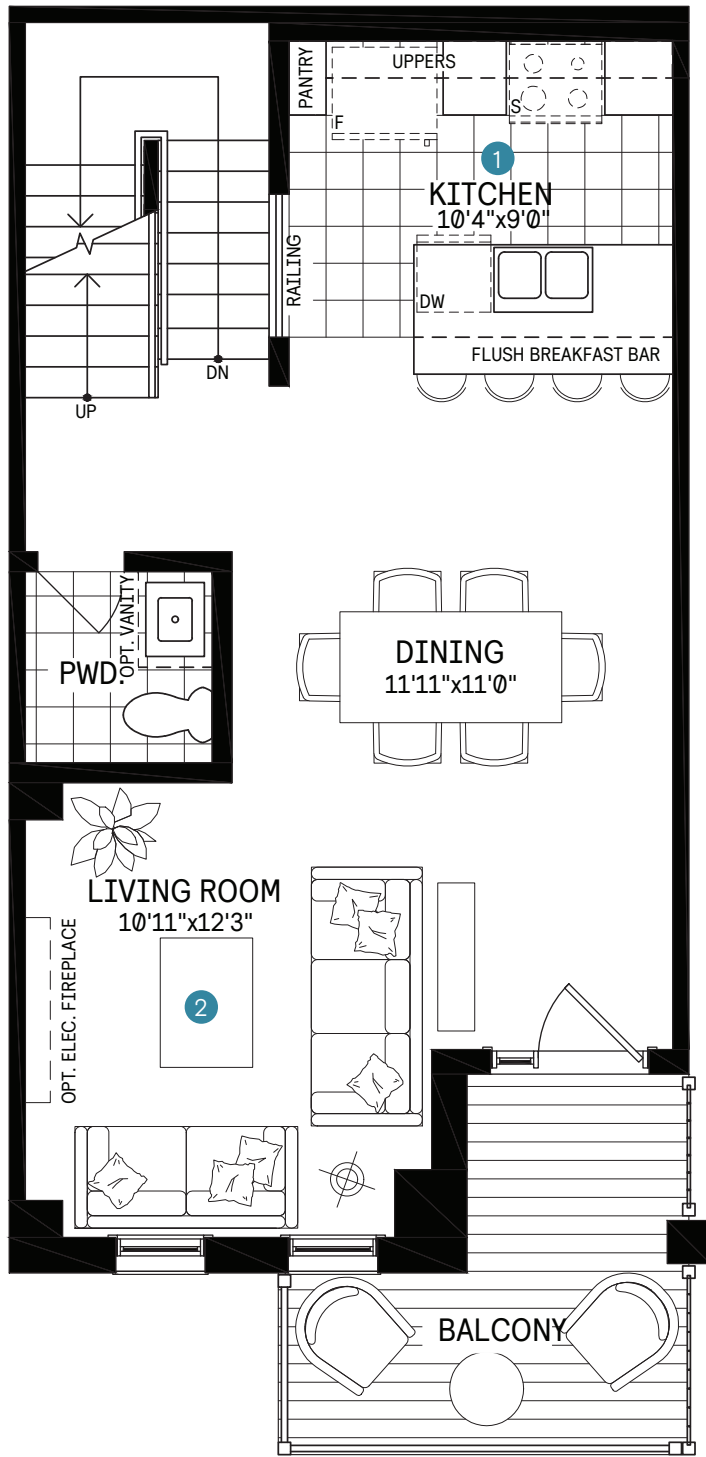 PANTRY
UPPERS
F
S
1
KITCHEN
10'4"x9'0"
RAILING
DW
FLUSH BREAKFAST BAR
DN
UP
OPT. VANITY
PWD.
DINING
11'11"x11'0"
LIVING ROOM
10'11"x12'3"
OPT. ELEC. FIREPLACE
2
BALCONY